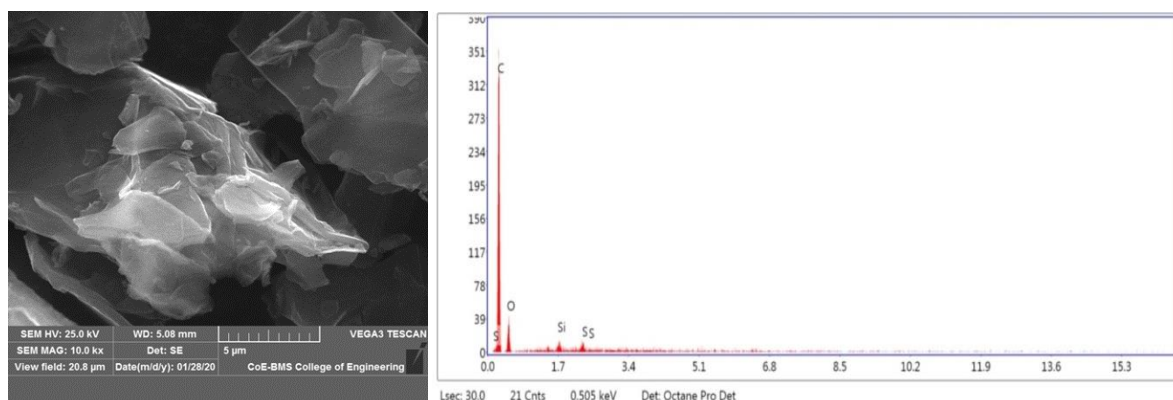 SEM HV: 25.0 kV WD: 5.08 mm VEGA3 TESCAN
SEM MAG: 10.0 kx Det: SE 5 µm
View field: 20.8 µm Date(m/d/y): 01/28/20 CoE-BMS College of Engineering
390
351
312
273
234
195
156
117
78
39
0
C
O
S
Si
S S
0.0 1.7 3.4 5.1 6.8 8.5 10.2 11.9 13.6 15.3
Lsec: 30.0 21 Cnts 0.505 keV Det: Octane Pro Det